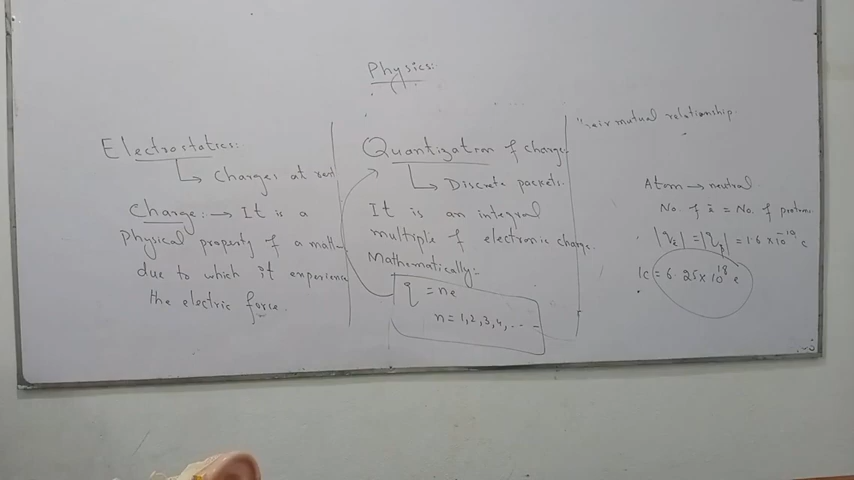 Physics:
Electrostatics:
Charges at rest
Charge: → It is a
physical property of a matt-
due to which it experience
the electric force.
Quantization of charge
Discrete packets.
It is an integral
multiple of electronic charge.
Mathematically:
q = ne
n = 1, 2, 3, 4, ....
mutual relationship
Atom → neutral
No. of ē = No. of protons
|qē| = |qp| = 1.6 × 10⁻¹⁹ c
1c = 6.25 × 10¹⁸ e